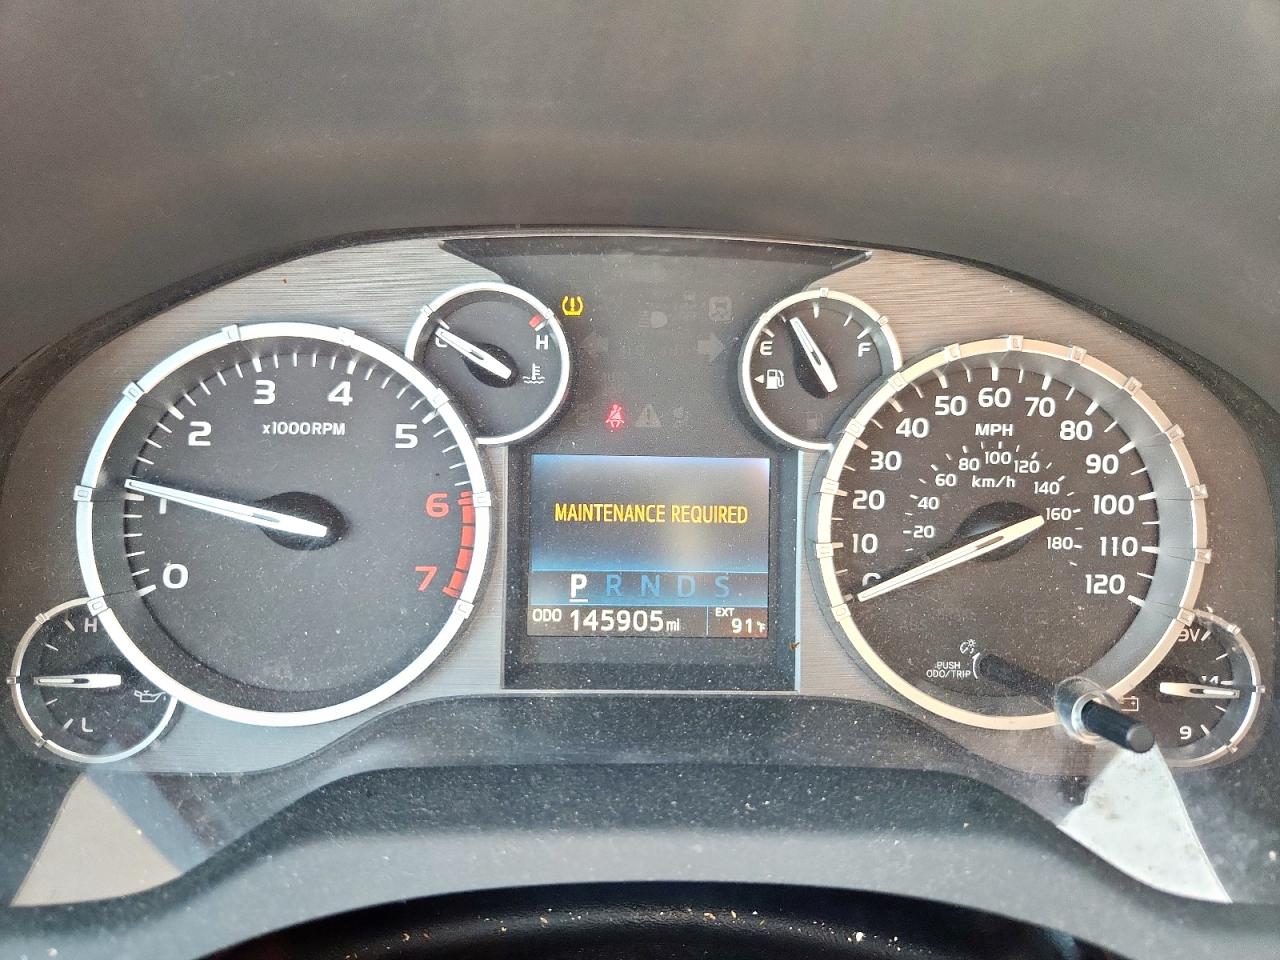 0
1
2
3
4
5
6
7
x1000RPM
H
L
C
H
E
F
MAINTENANCE REQUIRED
P R N D S
ODO 145905 mi
EXT
91°F
0
10
20
30
40
50
60
70
80
90
100
110
120
MPH
20
40
60
80
100
120
140
160
180
km/h
PUSH
ODO/TRIP
19V
14
9